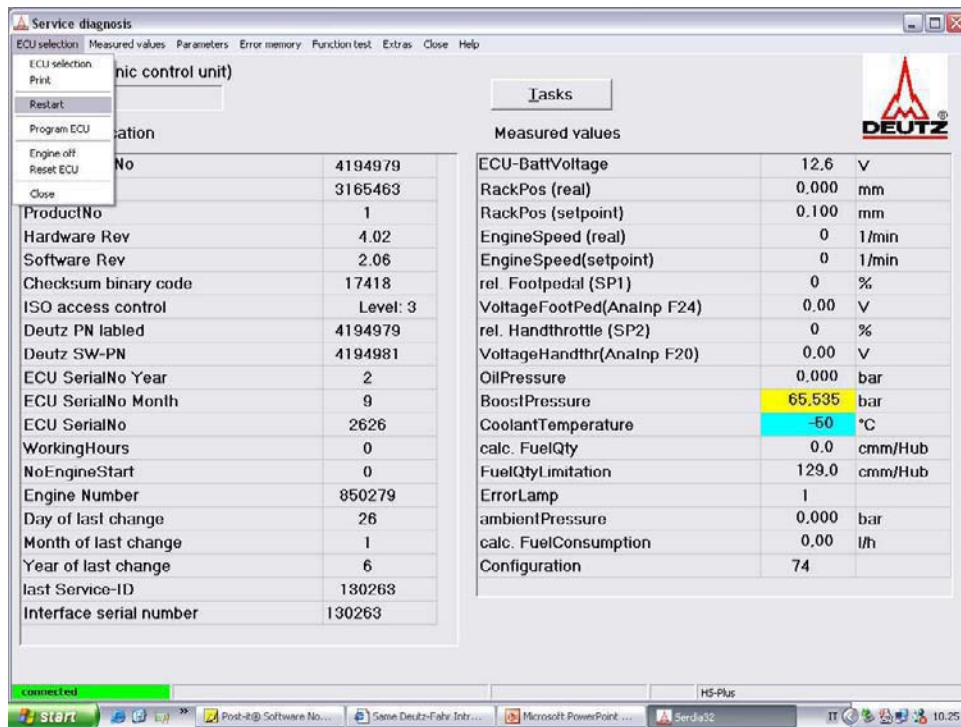 Service diagnosis
ECU selection Measured values Parameters Error memory Function test Extras Close Help
ECU selection
Print
Restart
Program ECU
Engine off
Reset ECU
Close
nic control unit)
Tasks
DEUTZ
®
ation
Measured values
No 4194979
3165463
ProductNo 1
Hardware Rev 4.02
Software Rev 2.06
Checksum binary code 17418
ISO access control Level: 3
Deutz PN labled 4194979
Deutz SW-PN 4194981
ECU SerialNo Year 2
ECU SerialNo Month 9
ECU SerialNo 2626
WorkingHours 0
NoEngineStart 0
Engine Number 850279
Day of last change 26
Month of last change 1
Year of last change 6
last Service-ID 130263
Interface serial number 130263
ECU-BattVoltage 12,6 V
RackPos (real) 0,000 mm
RackPos (setpoint) 0,100 mm
EngineSpeed (real) 0 1/min
EngineSpeed(setpoint) 0 1/min
rel. Footpedal (SP1) 0 %
VoltageFootPed(AnaInp F24) 0,00 V
rel. Handthrottle (SP2) 0 %
VoltageHandthr(AnaInp F20) 0,00 V
OilPressure 0,000 bar
BoostPressure 65,535 bar
CoolantTemperature -60 °C
calc. FuelQty 0.0 cmm/Hub
FuelQtyLimitation 129,0 cmm/Hub
ErrorLamp 1
ambientPressure 0,000 bar
calc. FuelConsumption 0,00 l/h
Configuration 74
connected
HS-Plus
start
»
Post-it® Software No...
Same Deutz-Fahr Intr...
Microsoft PowerPoint ...
Serdia32
IT
10.25